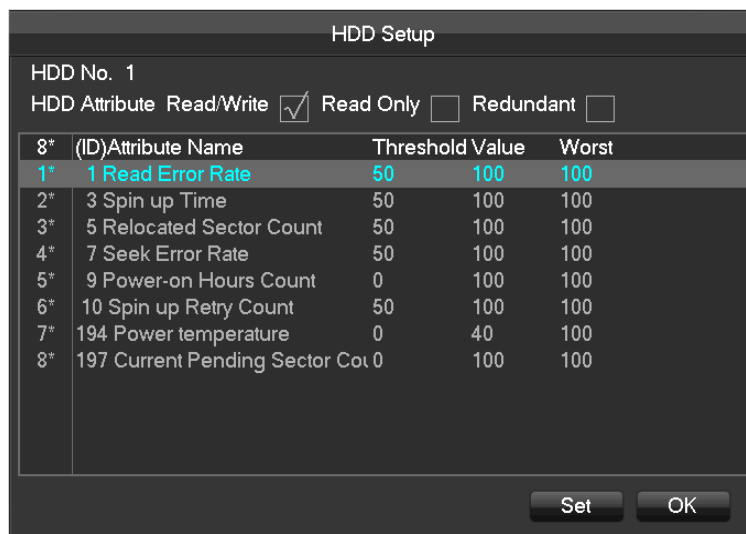 HDD Setup
HDD No. 1
HDD Attribute Read/Write Read Only Redundant
8* (ID)Attribute Name Threshold Value Worst
1* 1 Read Error Rate 50 100 100
2* 3 Spin up Time 50 100 100
3* 5 Relocated Sector Count 50 100 100
4* 7 Seek Error Rate 50 100 100
5* 9 Power-on Hours Count 0 100 100
6* 10 Spin up Retry Count 50 100 100
7* 194 Power temperature 0 40 100
8* 197 Current Pending Sector Cou 0 100 100
Set OK